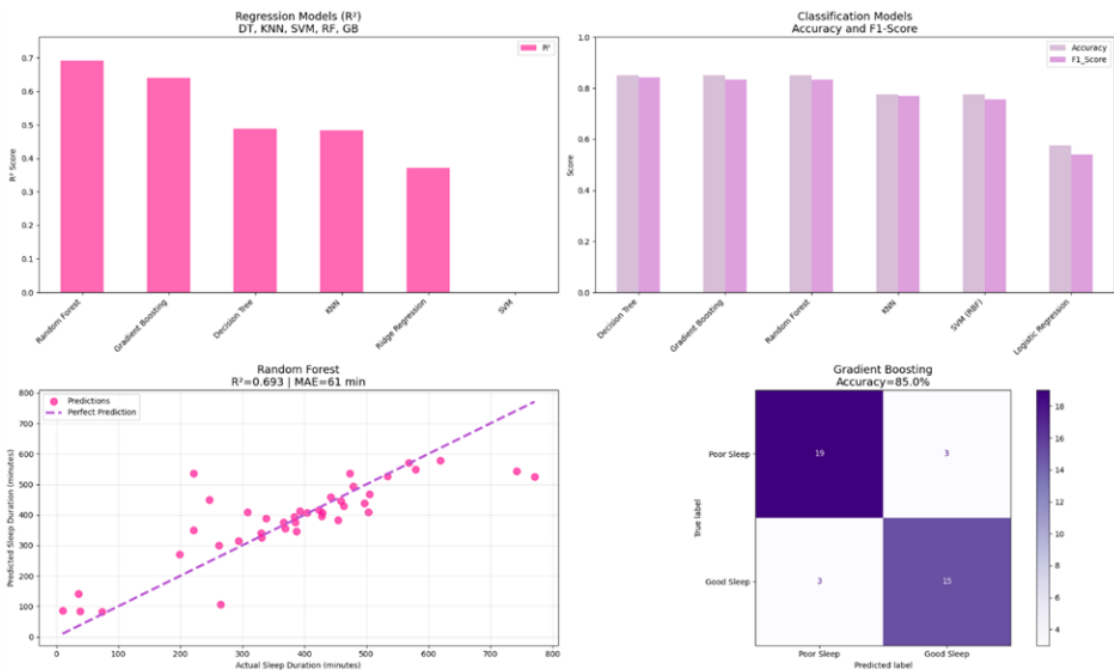 Regression Models (R²)
DT, KNN, SVM, RF, GB
R²
R² Score
0.7
0.6
0.5
0.4
0.3
0.2
0.1
0.0
Random Forest
Gradient Boosting
Decision Tree
KNN
Ridge Regression
SVM
Classification Models
Accuracy and F1-Score
Accuracy
F1_Score
Score
1.0
0.8
0.6
0.4
0.2
0.0
Decision Tree
Gradient Boosting
Random Forest
KNN
SVM (RBF)
Logistic Regression
Random Forest
R²=0.693 | MAE=61 min
Predictions
Perfect Prediction
Predicted Sleep Duration (minutes)
800
700
600
500
400
300
200
100
0
0 100 200 300 400 500 600 700 800
Actual Sleep Duration (minutes)
Gradient Boosting
Accuracy=85.0%
True label
Poor Sleep
19 3
Good Sleep
3 15
Poor Sleep Good Sleep
Predicted label
18
16
14
12
10
8
6
4